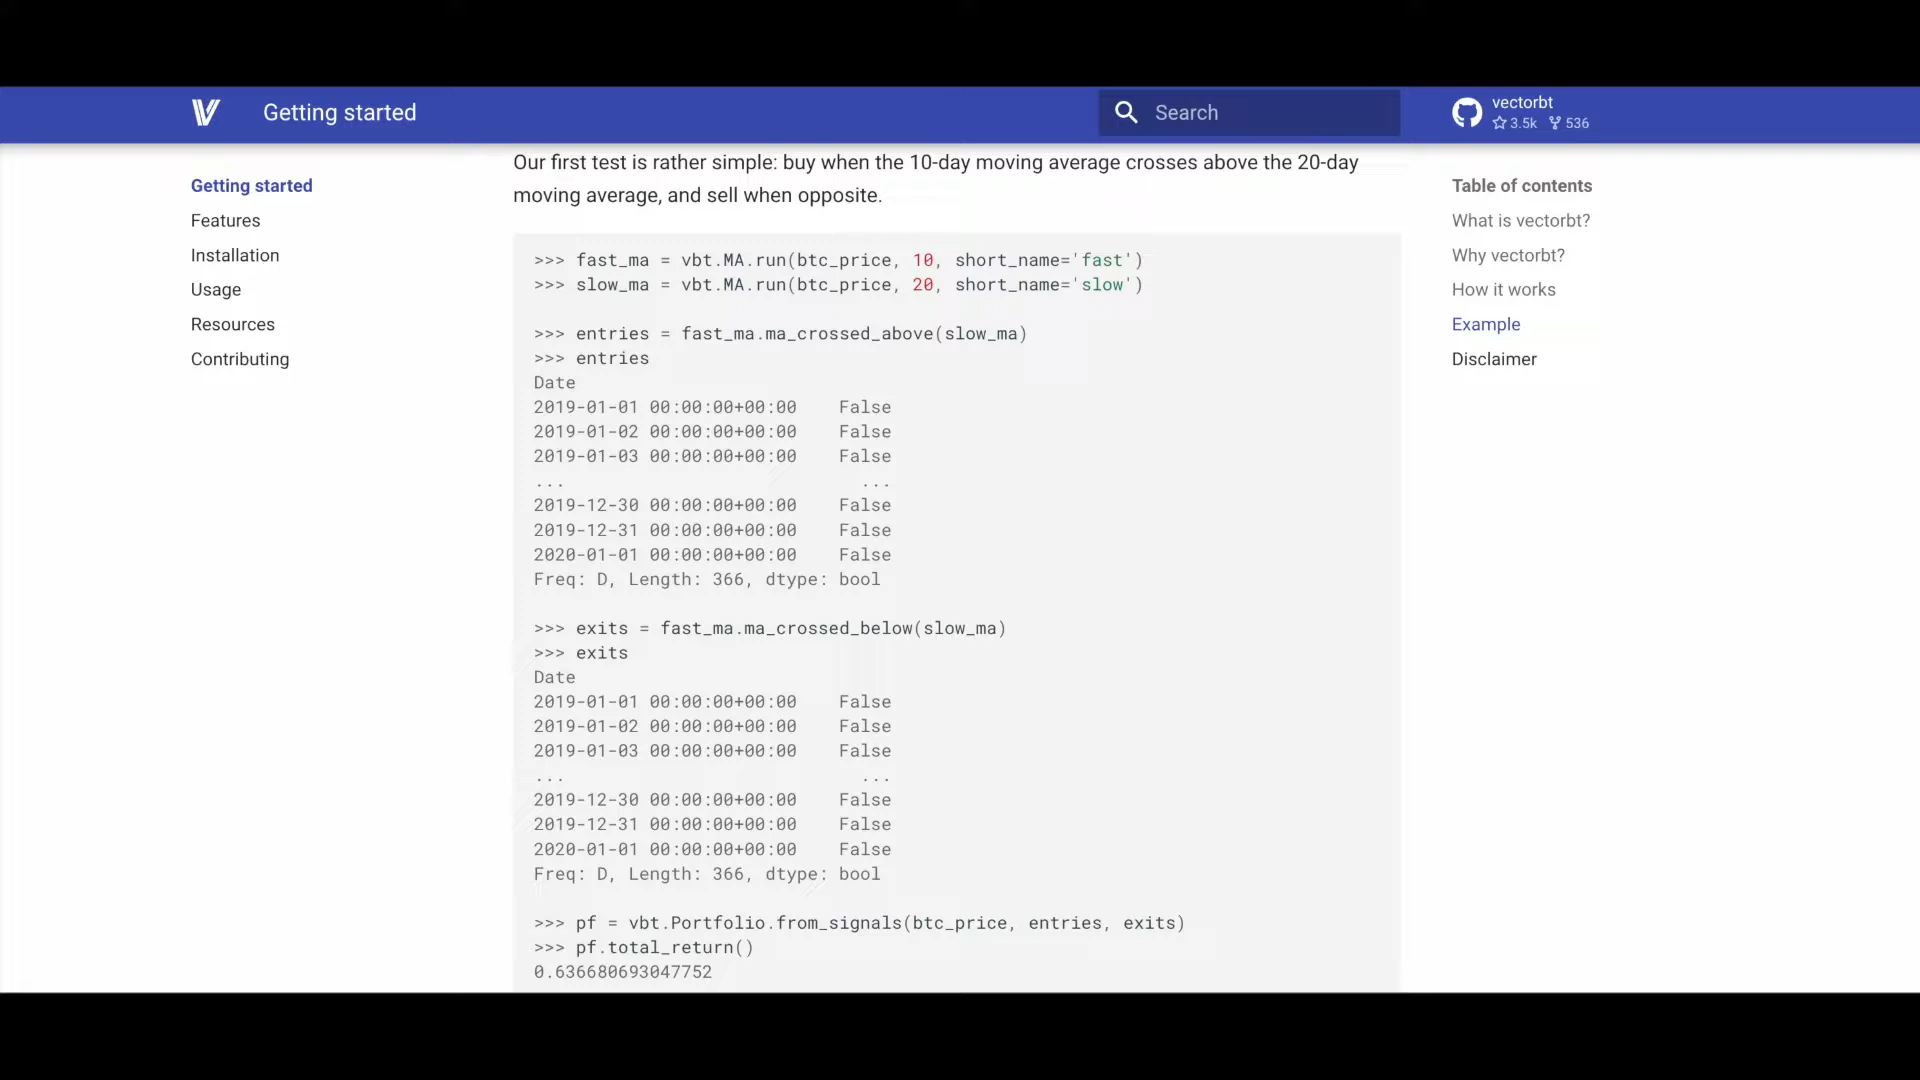 Getting started
Search
vectorbt
3.5k 536
Getting started
Features
Installation
Usage
Resources
Contributing
Our first test is rather simple: buy when the 10-day moving average crosses above the 20-day
moving average, and sell when opposite.
>>> fast_ma = vbt.MA.run(btc_price, 10, short_name='fast')
>>> slow_ma = vbt.MA.run(btc_price, 20, short_name='slow')
>>> entries = fast_ma.ma_crossed_above(slow_ma)
>>> entries
Date
2019-01-01 00:00:00+00:00    False
2019-01-02 00:00:00+00:00    False
2019-01-03 00:00:00+00:00    False
...                            ...
2019-12-30 00:00:00+00:00    False
2019-12-31 00:00:00+00:00    False
2020-01-01 00:00:00+00:00    False
Freq: D, Length: 366, dtype: bool
>>> exits = fast_ma.ma_crossed_below(slow_ma)
>>> exits
Date
2019-01-01 00:00:00+00:00    False
2019-01-02 00:00:00+00:00    False
2019-01-03 00:00:00+00:00    False
...                            ...
2019-12-30 00:00:00+00:00    False
2019-12-31 00:00:00+00:00    False
2020-01-01 00:00:00+00:00    False
Freq: D, Length: 366, dtype: bool
>>> pf = vbt.Portfolio.from_signals(btc_price, entries, exits)
>>> pf.total_return()
0.636680693047752
Table of contents
What is vectorbt?
Why vectorbt?
How it works
Example
Disclaimer